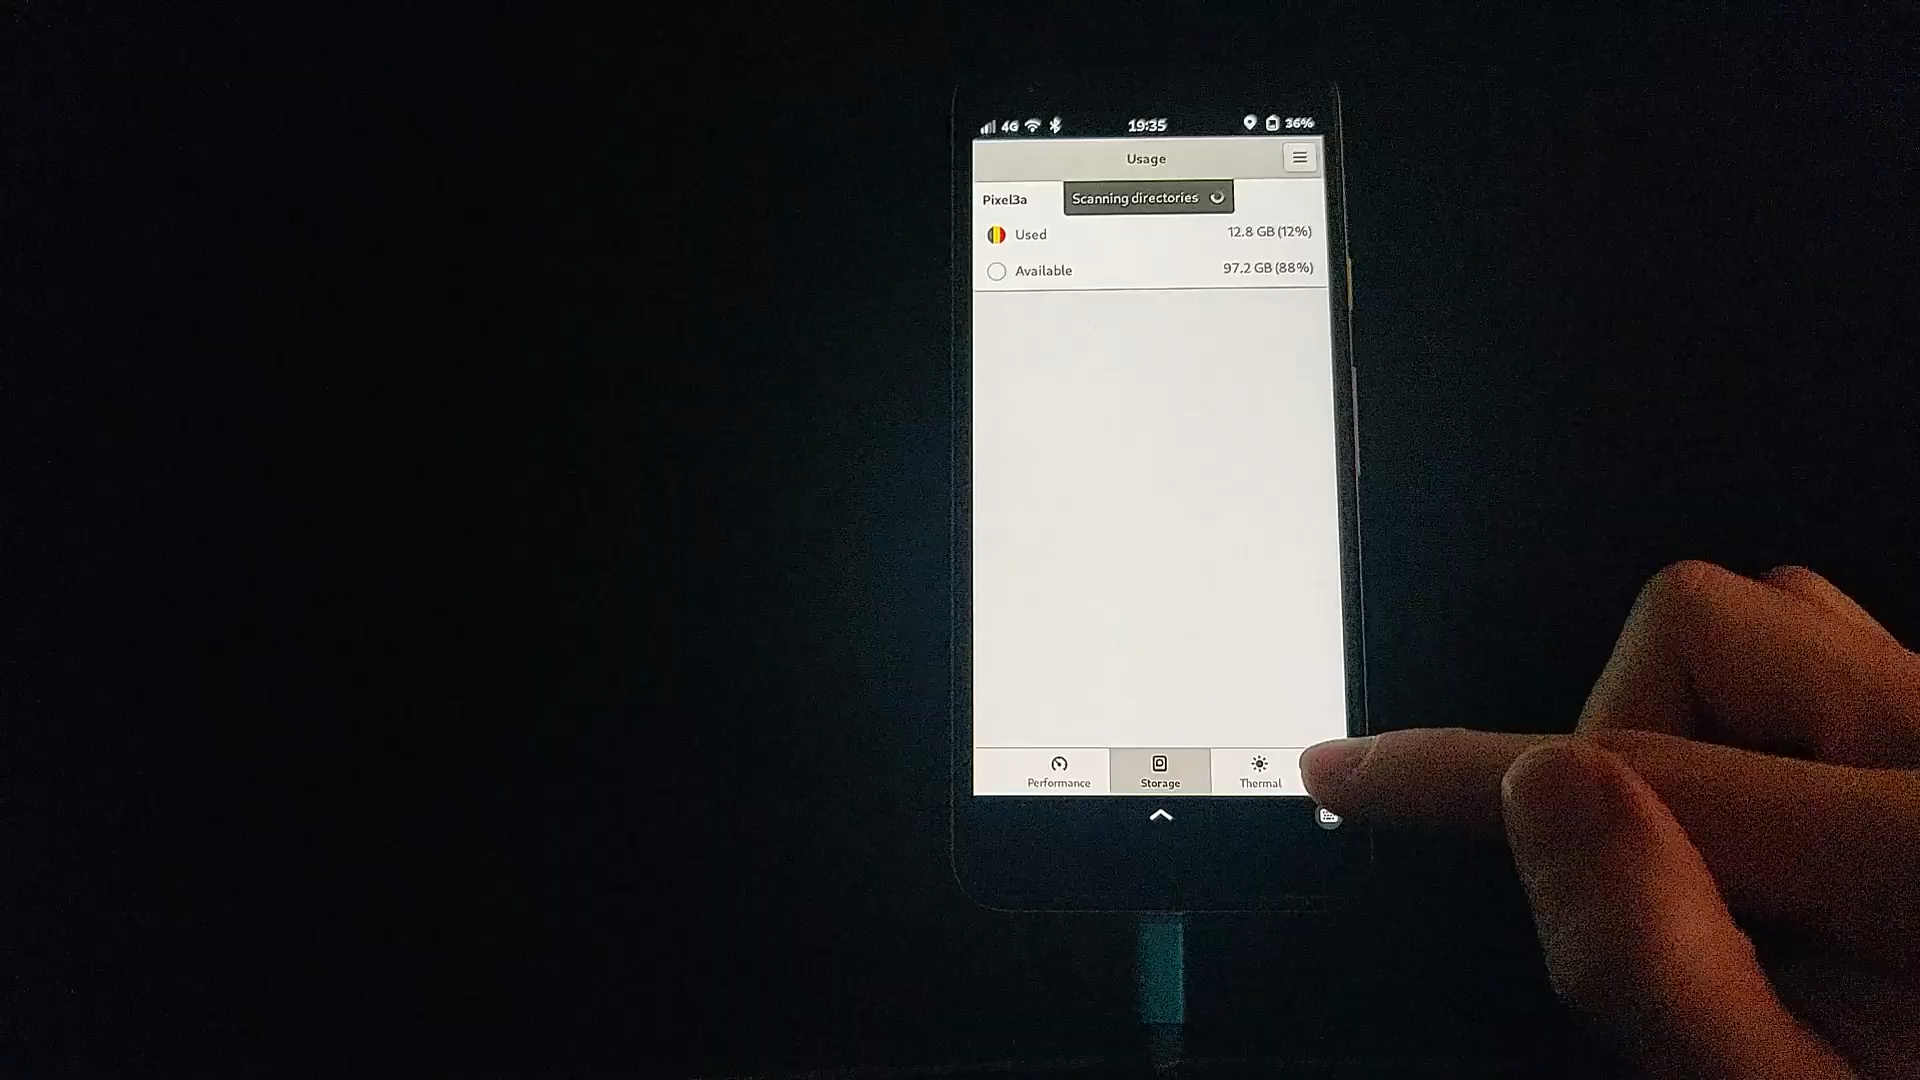 4G 19:35 36%
Usage
Pixel3a
Scanning directories
Used 12.8 GB (12%)
Available 97.2 GB (88%)
Performance Storage Thermal